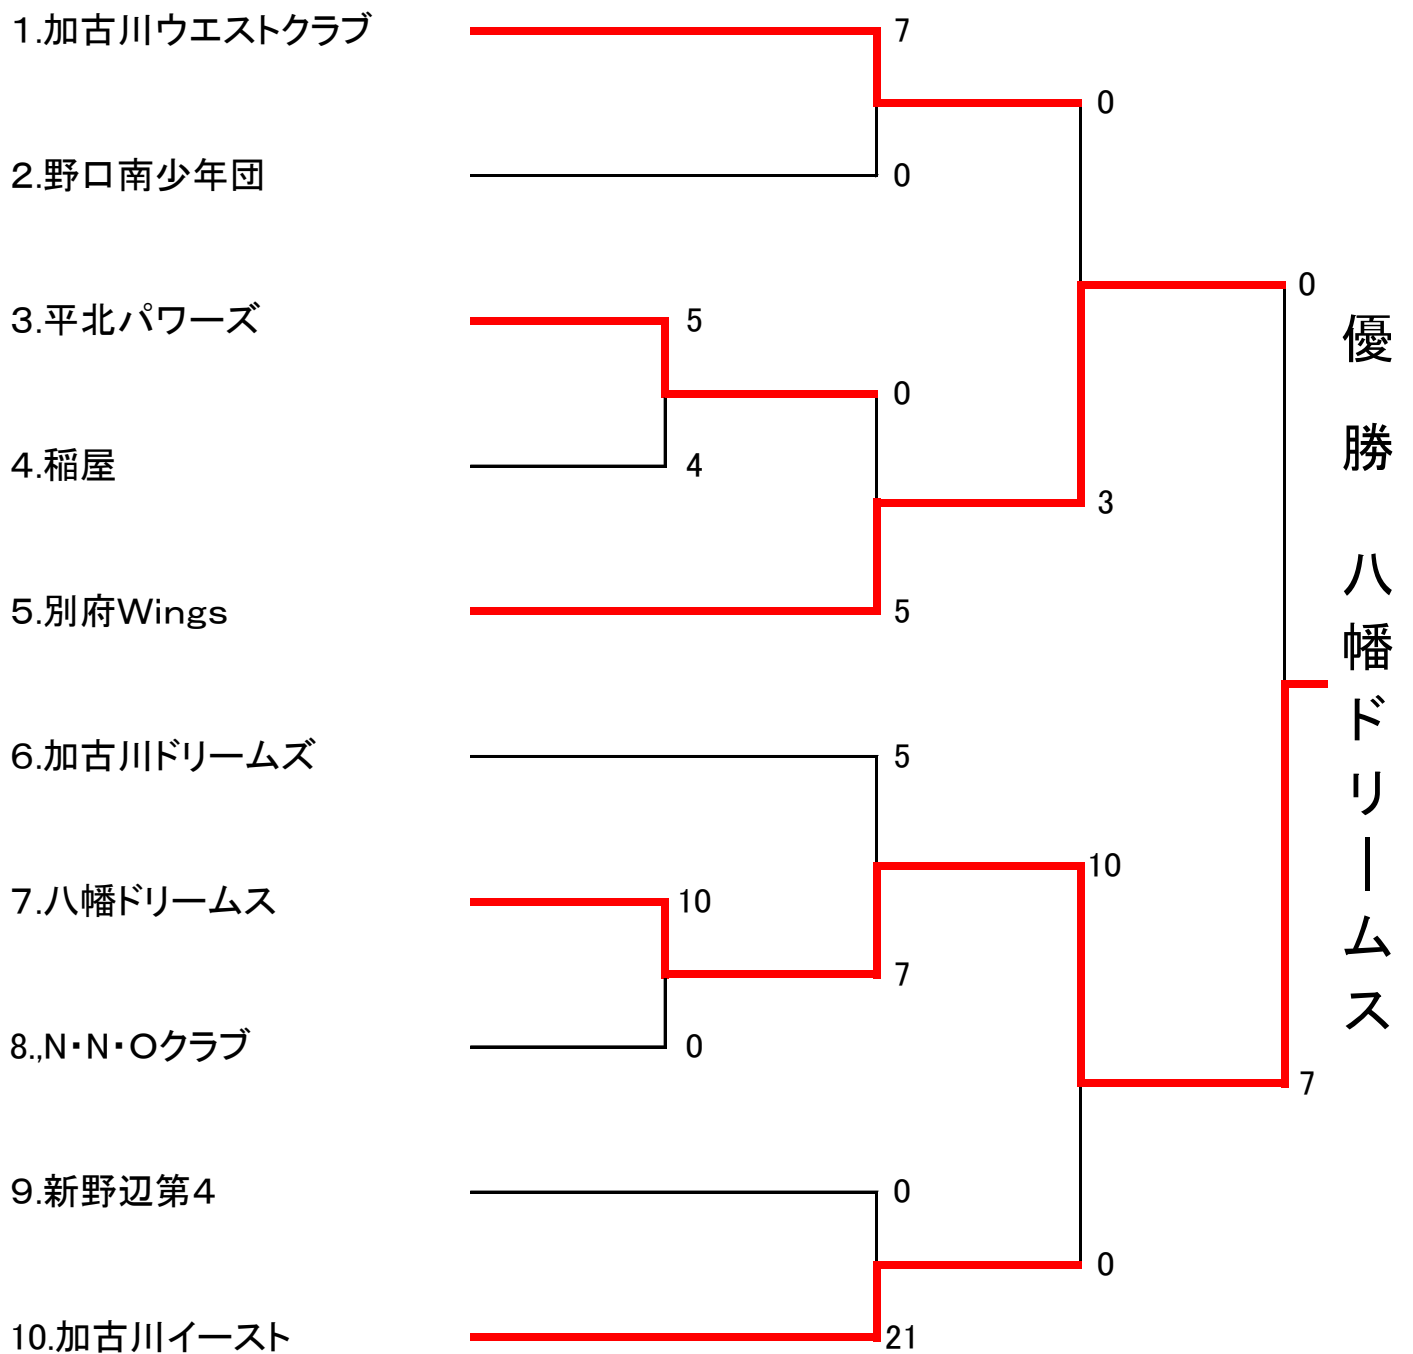 1.加古川ウエストクラブ
7
0
2.野口南少年団
0
0
3.平北パワーズ
5
0
4.稲屋
4
3
5.別府Wings
5
6.加古川ドリームズ
5
10
7.八幡ドリームス
10
7
8.,N・N・Oクラブ
0
7
9.新野辺第4
0
0
10.加古川イースト
21
優勝 八幡ドリームス